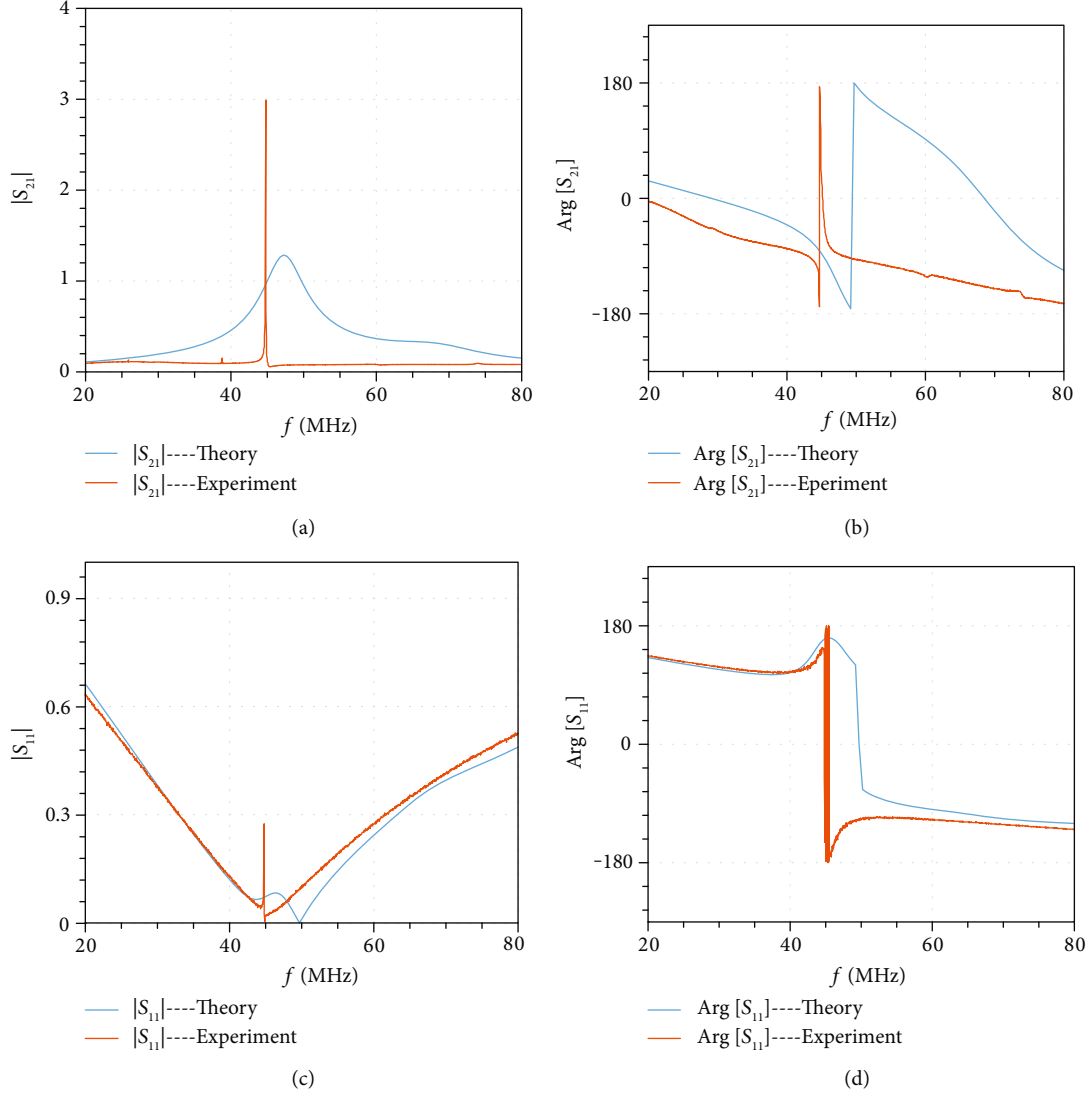 4
3
2
1
0
|S21|
20 40 60 80
f (MHz)
|S21|----Theory
|S21|----Experiment
(a)
180
0
−180
Arg [S21]
20 40 60 80
f (MHz)
Arg [S21]----Theory
Arg [S21]----Eperiment
(b)
0.9
0.6
0.3
0
|S11|
20 40 60 80
f (MHz)
|S11|----Theory
|S11|----Experiment
(c)
180
0
−180
Arg [S11]
20 40 60 80
f (MHz)
Arg [S11]----Theory
Arg [S11]----Experiment
(d)